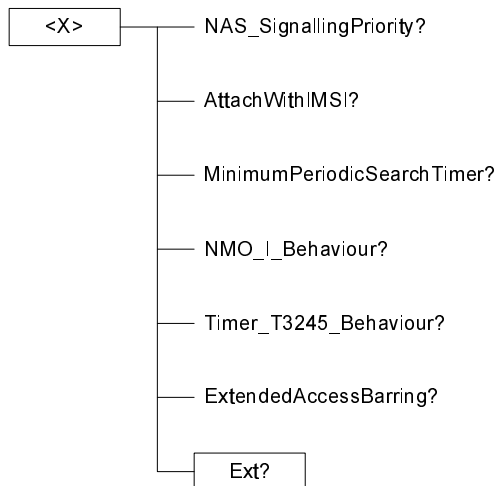 <X>
NAS_SignallingPriority?
AttachWithIMSI?
MinimumPeriodicSearchTimer?
NMO_I_Behaviour?
Timer_T3245_Behaviour?
ExtendedAccessBarring?
Ext?